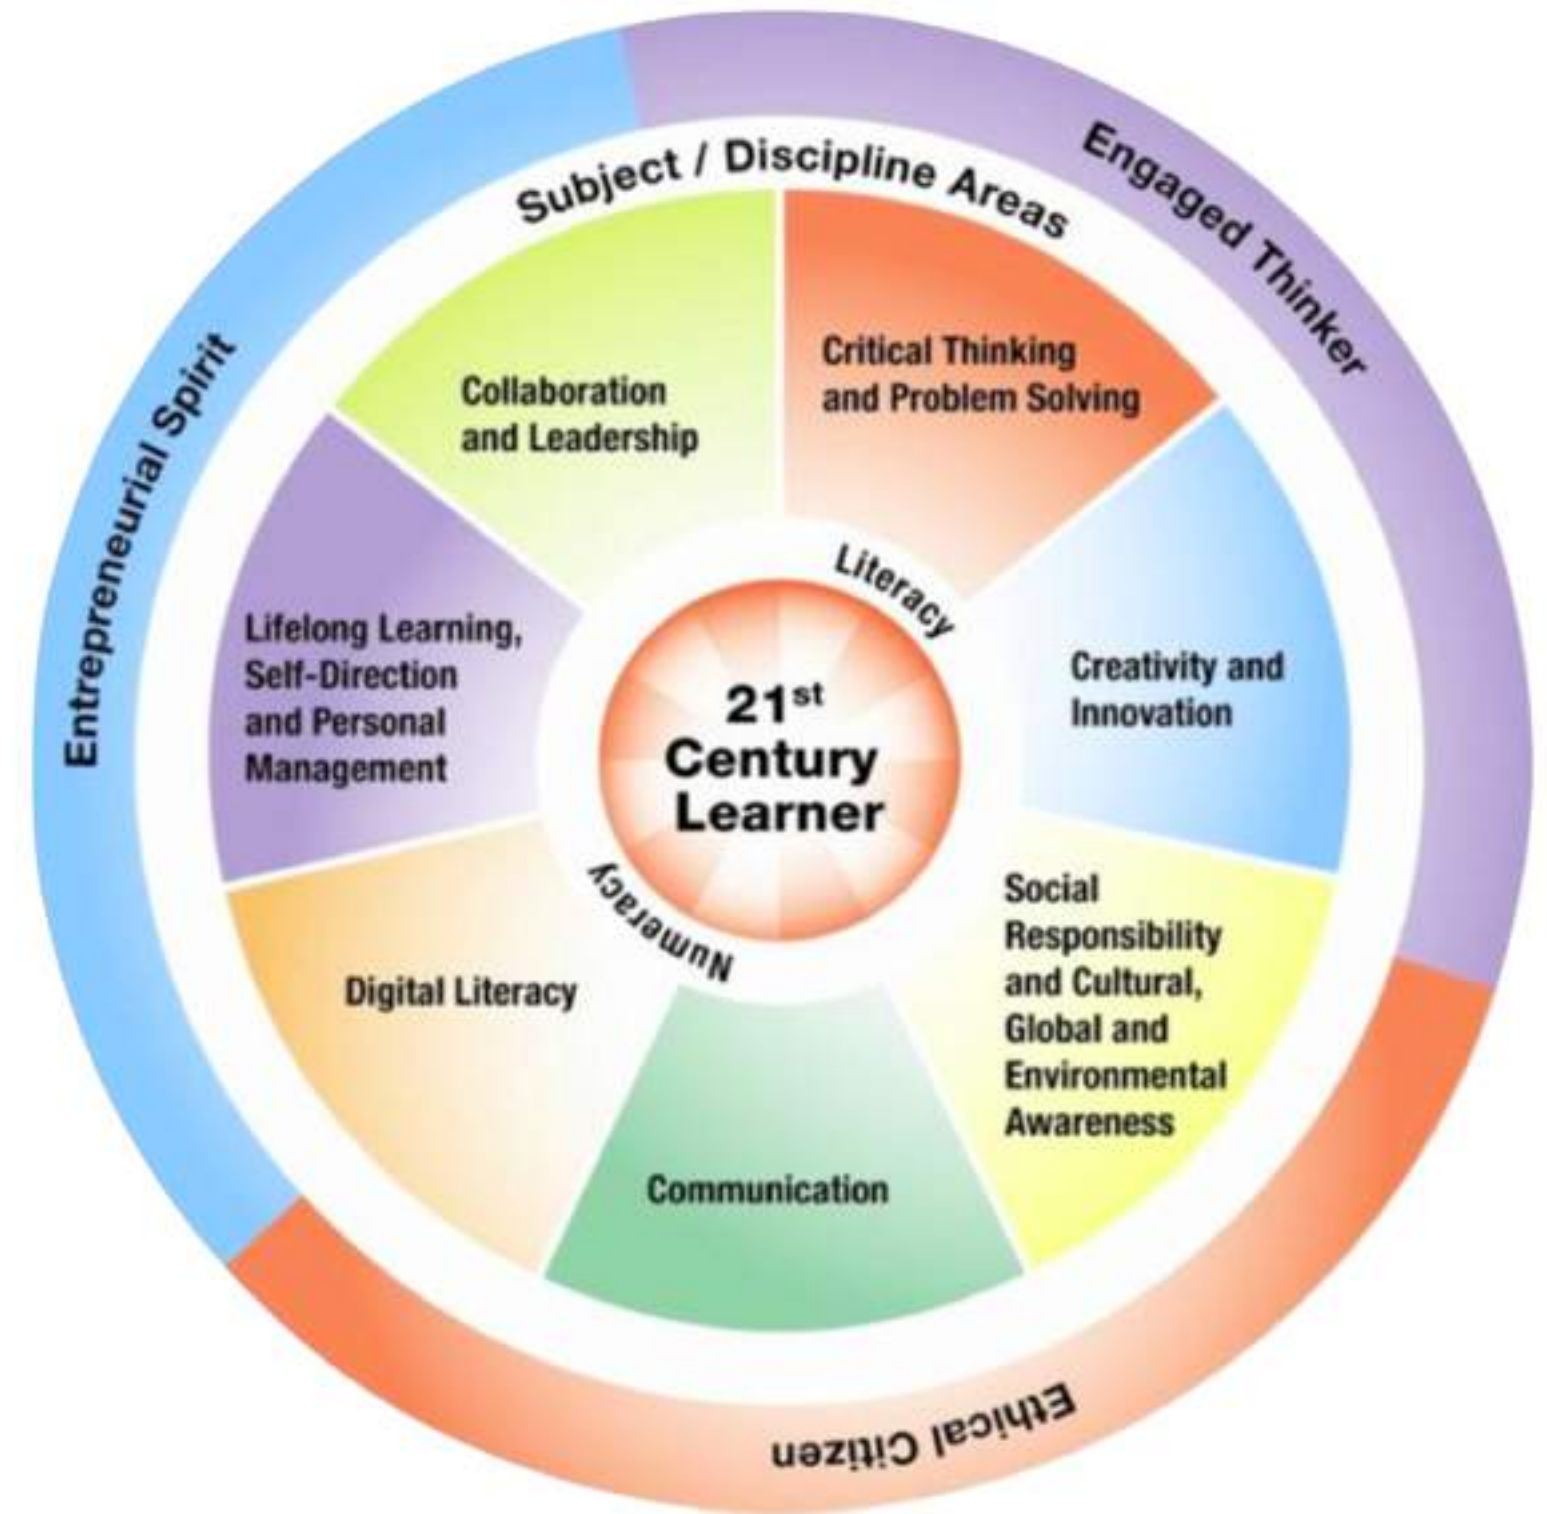 Engaged Thinker
Subject / Discipline Areas
Entrepreneurial Spirit
Critical Thinking
and Problem Solving
Collaboration
and Leadership
Literacy
Lifelong Learning,
Self-Direction
and Personal
Management
21st
Century
Learner
Creativity and
Innovation
Numeracy
Social
Responsibility
and Cultural,
Global and
Environmental
Awareness
Digital Literacy
Communication
Ethical Citizen